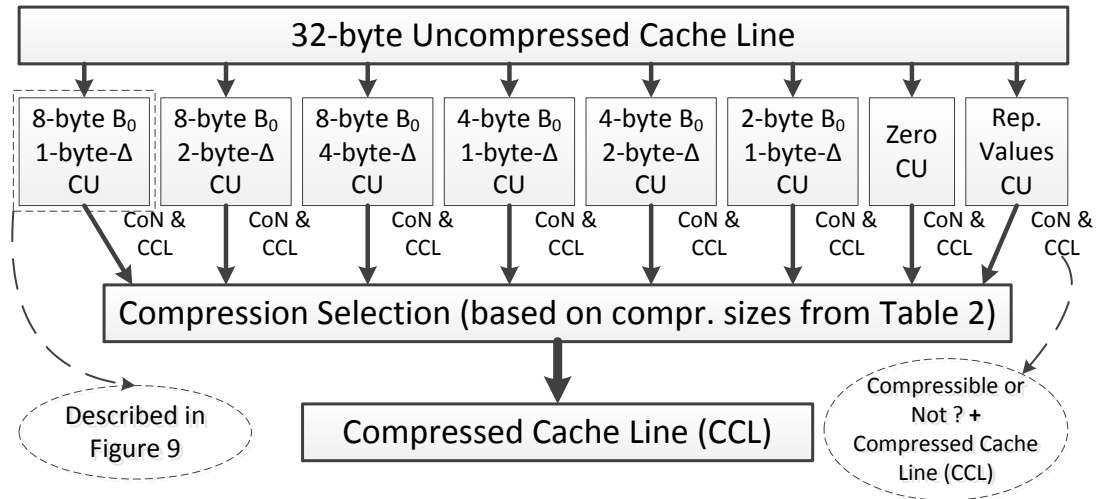 32-byte Uncompressed Cache Line
8-byte B₀
1-byte-Δ
CU
8-byte B₀
2-byte-Δ
CU
8-byte B₀
4-byte-Δ
CU
4-byte B₀
1-byte-Δ
CU
4-byte B₀
2-byte-Δ
CU
2-byte B₀
1-byte-Δ
CU
Zero
CU
Rep.
Values
CU
CoN &
CCL
CoN &
CCL
CoN &
CCL
CoN &
CCL
CoN &
CCL
CoN &
CCL
CoN &
CCL
CoN &
CCL
Compression Selection (based on compr. sizes from Table 2)
Described in
Figure 9
Compressed Cache Line (CCL)
Compressible or
Not ? +
Compressed Cache
Line (CCL)